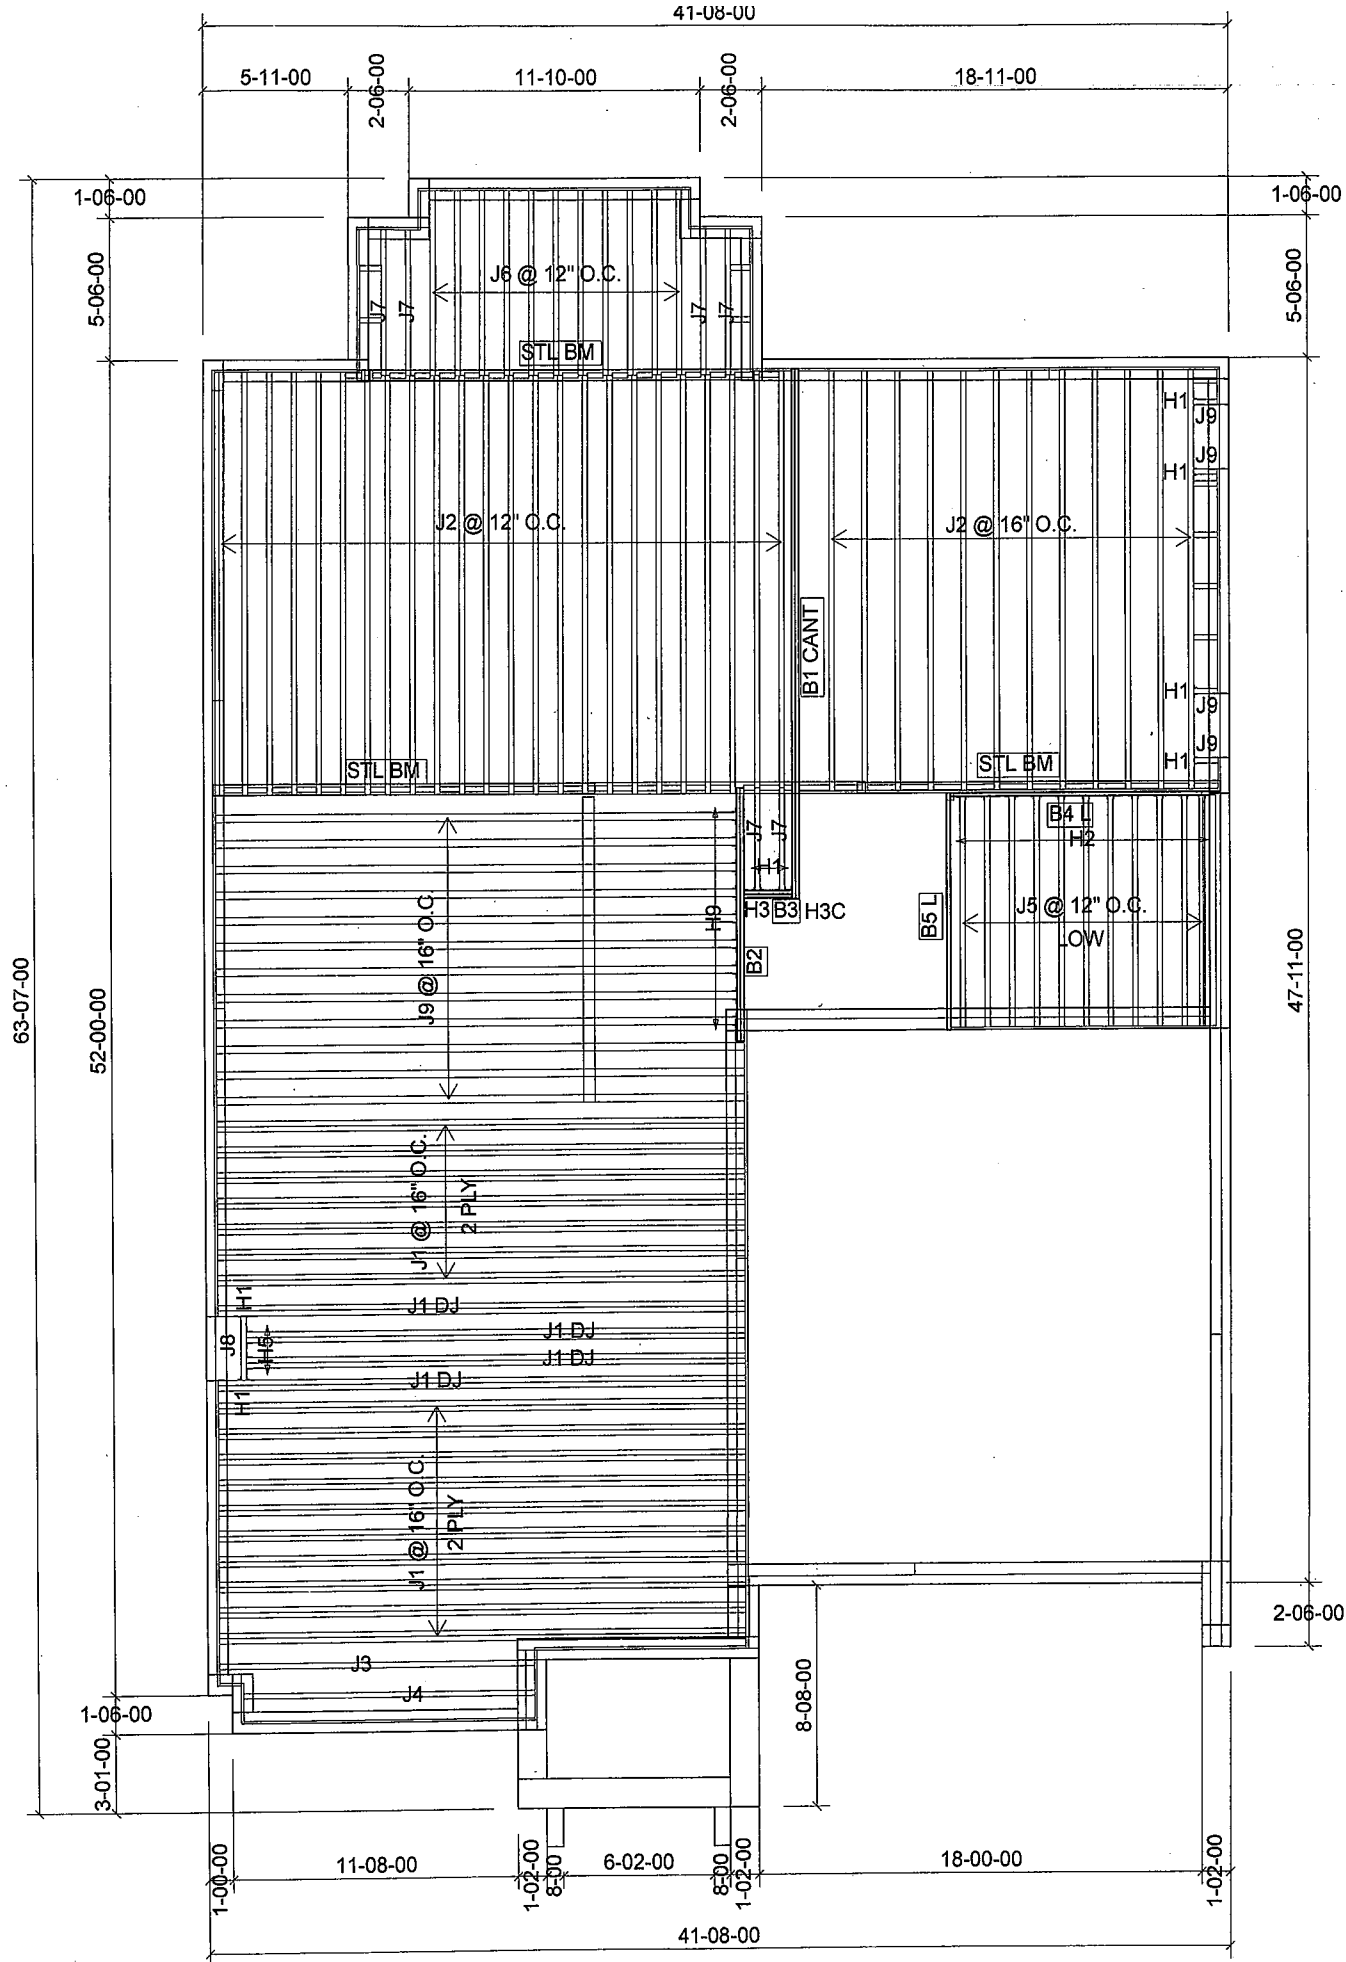 41-08-00
5-11-00
2-06-00
11-10-00
2-06-00
18-11-00
1-06-00
1-06-00
5-06-00
5-06-00
J6 @ 12" O.C.
J7
J7
J7
J7
STL BM
H1
J9
J9
H1
J2 @ 12" O.C.
J2 @ 16" O.C.
B1 CANT
H1
J9
J9
H1
STL BM
STL BM
B4 L
H2
J7
J7
H1
J9 @ 16" O.C.
H9
H3
B3
H3C
B5 L
J5 @ 12" O.C.
LOW
B2
63-07-00
52-00-00
47-11-00
J1 @ 16" O.C.
2 PLY
H1
J1 DJ
J8
H5
J1 DJ
J1 DJ
J1 DJ
H1
J1 @ 16" O.C.
2 PLY
2-06-00
J3
J4
1-06-00
8-08-00
3-01-00
1-00-00
11-08-00
1-02-00
8-00
6-02-00
8-00
1-02-00
18-00-00
1-02-00
41-08-00